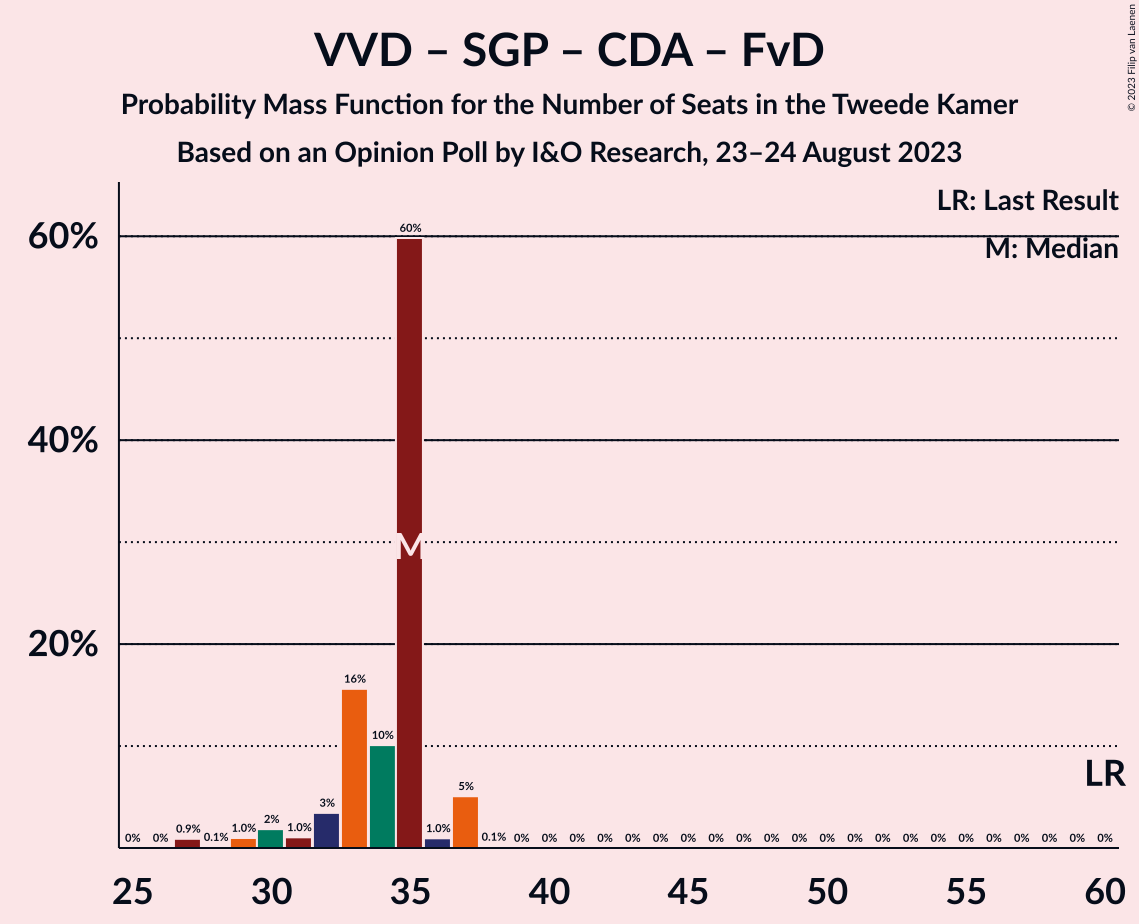 VVD – SGP – CDA – FvD
Probability Mass Function for the Number of Seats in the Tweede Kamer
Based on an Opinion Poll by I&O Research, 23–24 August 2023
© 2023 Filip van Laenen
LR: Last Result
M: Median
60%
40%
20%
0% 0% 0.9% 0.1% 1.0% 2% 1.0% 3% 16% 10% 60% 1.0% 5% 0.1% 0% 0% 0% 0% 0% 0% 0% 0% 0% 0% 0% 0% 0% 0% 0% 0% 0% 0% 0% 0% 0% 0%
M
LR
25 30 35 40 45 50 55 60